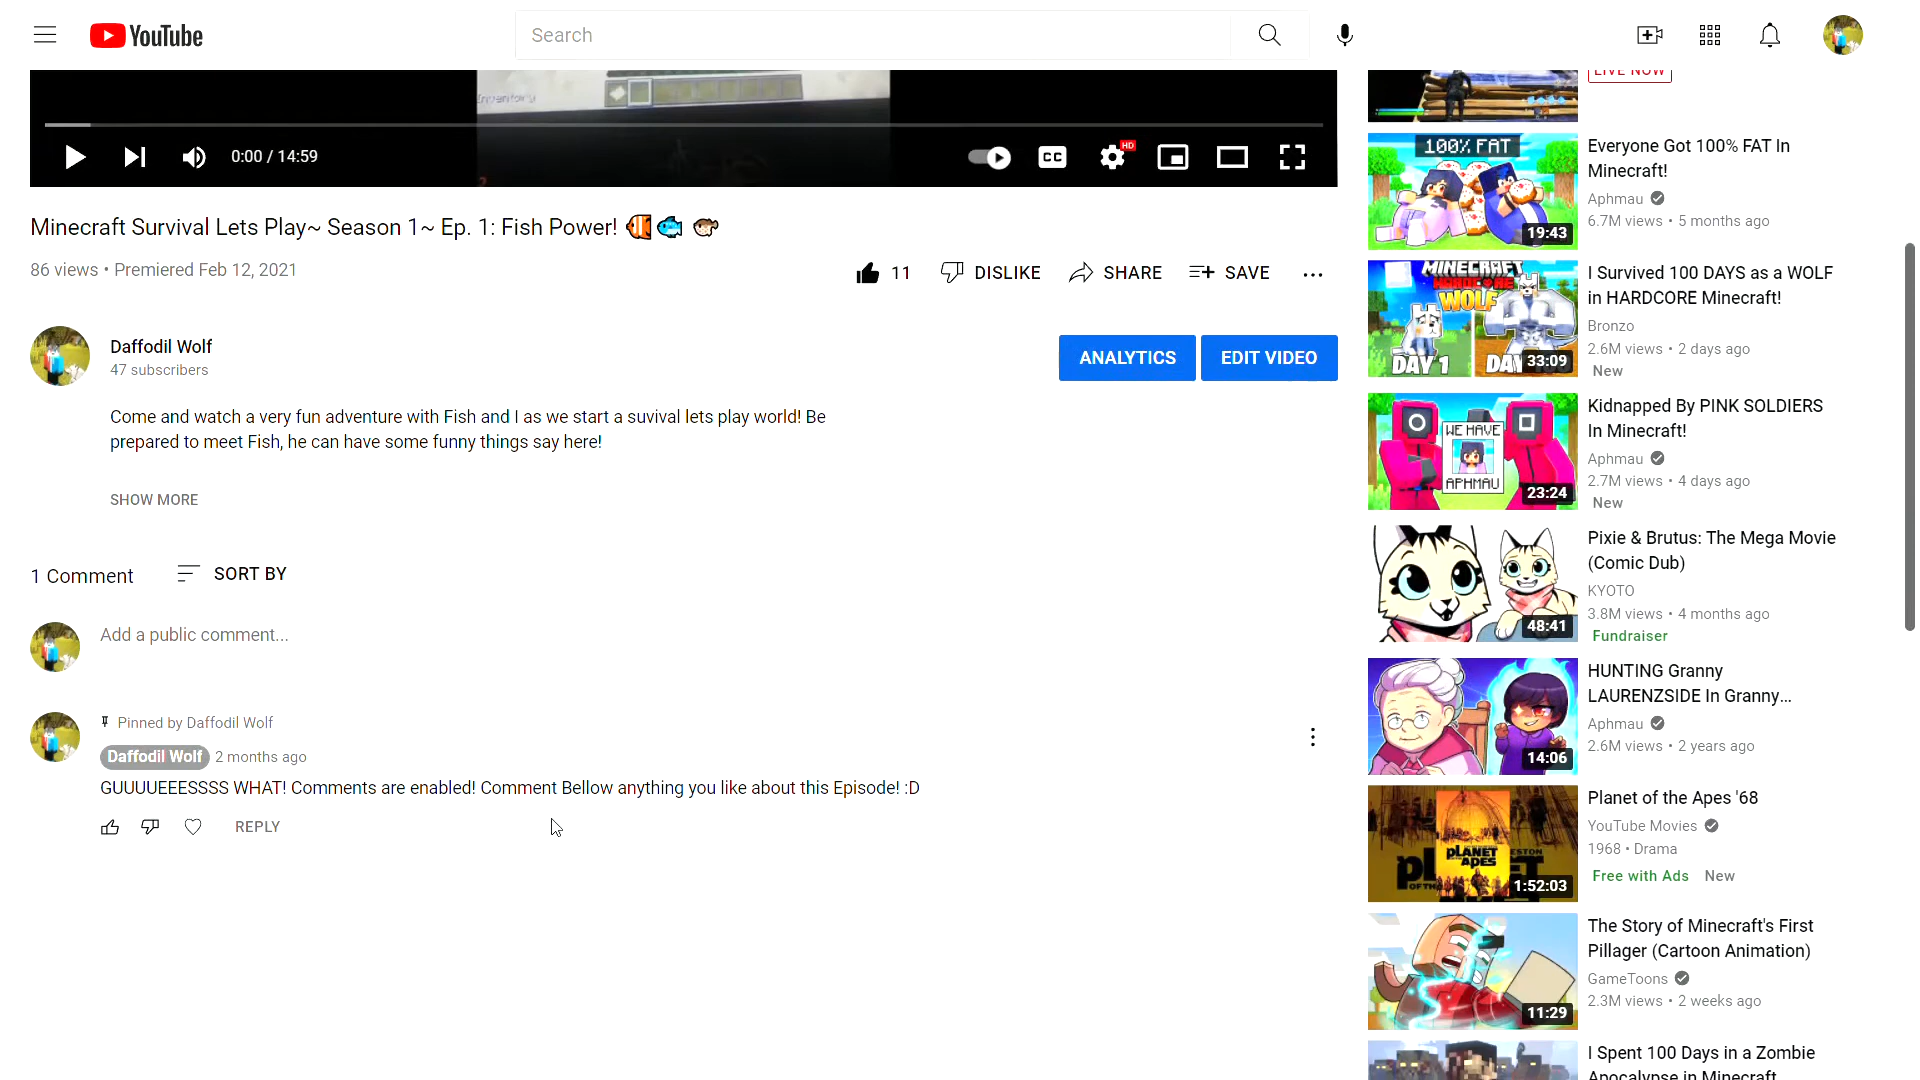 YouTube
Search
Inventory
0:00 / 14:59
CC
HD
Minecraft Survival Lets Play~ Season 1~ Ep. 1: Fish Power! 🐠🐟 🐡
86 views • Premiered Feb 12, 2021
11
DISLIKE
SHARE
SAVE
Daffodil Wolf
47 subscribers
ANALYTICS
EDIT VIDEO
Come and watch a very fun adventure with Fish and I as we start a suvival lets play world! Be
prepared to meet Fish, he can have some funny things say here!
SHOW MORE
1 Comment
SORT BY
Add a public comment...
Pinned by Daffodil Wolf
Daffodil Wolf 2 months ago
GUUUUEEESSSS WHAT! Comments are enabled! Comment Bellow anything you like about this Episode! :D
REPLY
LIVE NOW
100% FAT
19:43
Everyone Got 100% FAT In
Minecraft!
Aphmau
6.7M views • 5 months ago
MINECRAFT
HARDCORE
WOLF
DAY 1
DAY
33:09
I Survived 100 DAYS as a WOLF
in HARDCORE Minecraft!
Bronzo
2.6M views • 2 days ago
New
WE HAVE
APHMAU
23:24
Kidnapped By PINK SOLDIERS
In Minecraft!
Aphmau
2.7M views • 4 days ago
New
48:41
Pixie & Brutus: The Mega Movie
(Comic Dub)
KYOTO
3.8M views • 4 months ago
Fundraiser
14:06
HUNTING Granny
LAURENZSIDE In Granny...
Aphmau
2.6M views • 2 years ago
PLANET
OF THE
APES
1:52:03
Planet of the Apes '68
YouTube Movies
1968 • Drama
Free with Ads New
11:29
The Story of Minecraft's First
Pillager (Cartoon Animation)
GameToons
2.3M views • 2 weeks ago
I Spent 100 Days in a Zombie
Apocalypse in Minecraft